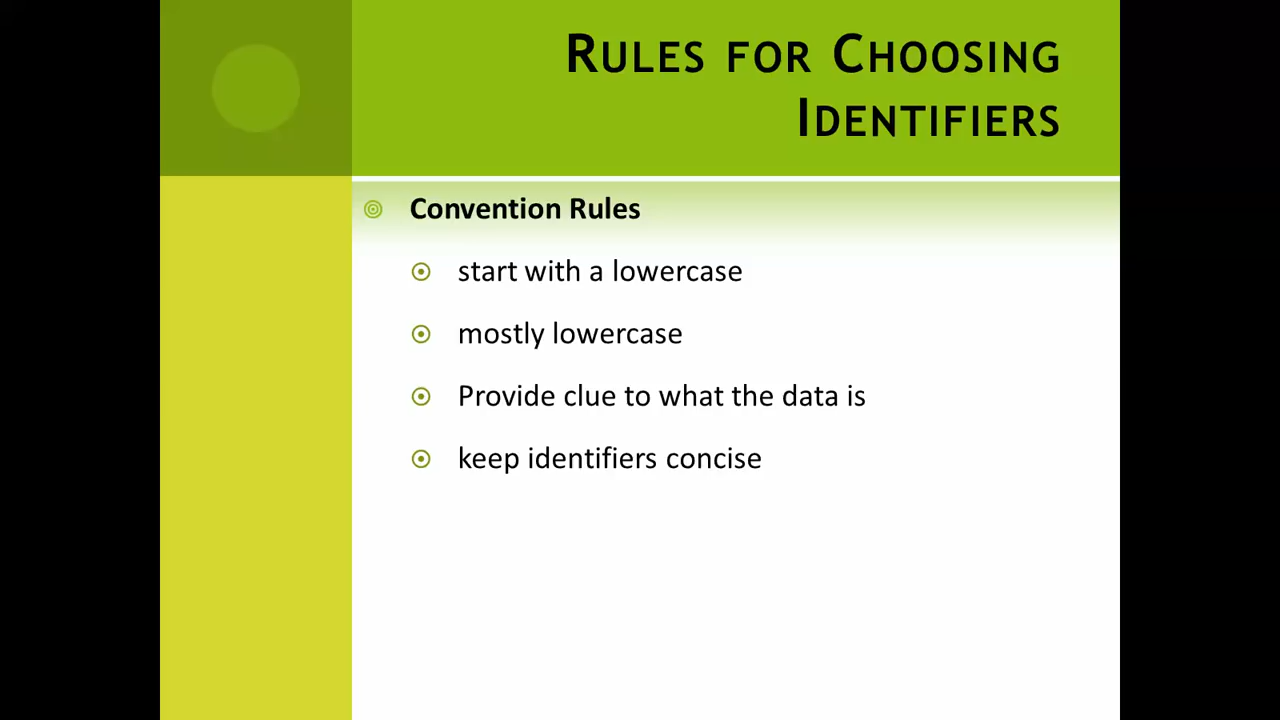 RULES FOR CHOOSING
IDENTIFIERS
Convention Rules
start with a lowercase
mostly lowercase
Provide clue to what the data is
keep identifiers concise